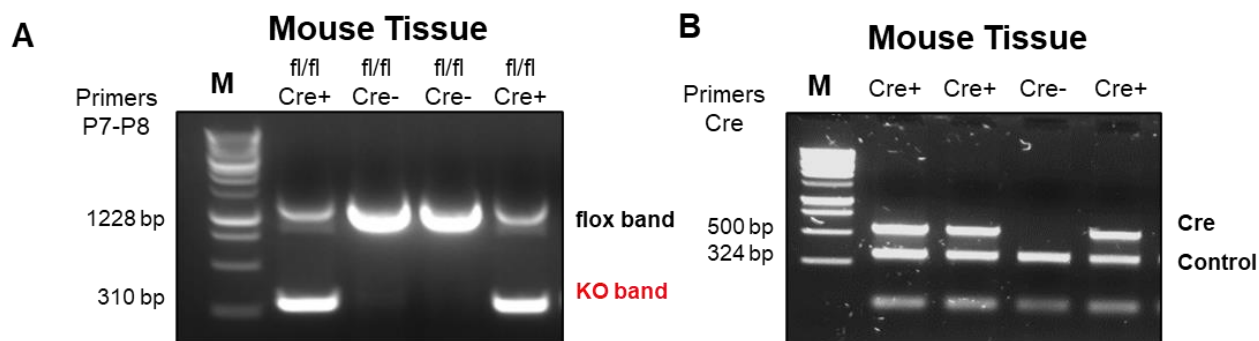 A
Mouse Tissue
Primers
P7-P8
M
fl/fl
Cre+
fl/fl
Cre-
fl/fl
Cre-
fl/fl
Cre+
1228 bp
310 bp
flox band
KO band
B
Mouse Tissue
Primers
Cre
M
Cre+
Cre+
Cre-
Cre+
500 bp
324 bp
Cre
Control